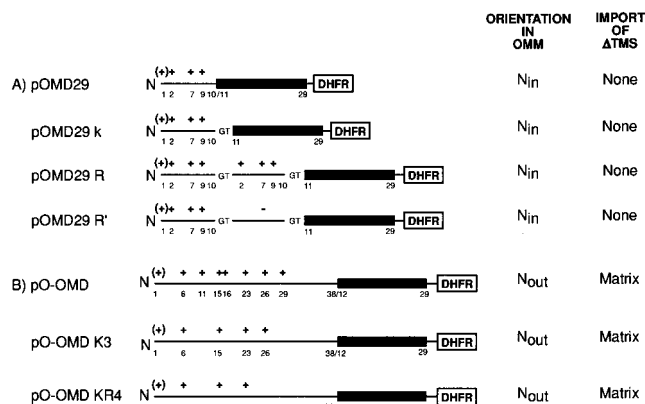 ORIENTATION IN OMM
IMPORT OF ΔTMS
(+)+ + +
A) pOMD29 N DHFR Nin None
1 2 7 9 10/11 29
(+)+ + +
pOMD29 k N GT DHFR Nin None
1 2 7 9 10 11 29
(+)+ + + + + +
pOMD29 R N GT GT DHFR Nin None
1 2 7 9 10 2 7 9 10 11 29
(+)+ + + -
pOMD29 R' N GT GT DHFR Nin None
1 2 7 9 10 11 29
(+) + + ++ + + +
B) pO-OMD N DHFR Nout Matrix
1 6 11 15 16 23 26 29 38/12 29
(+) + + + +
pO-OMD K3 N DHFR Nout Matrix
1 6 15 23 26 38/12 29
(+) + + +
pO-OMD KR4 N DHFR Nout Matrix